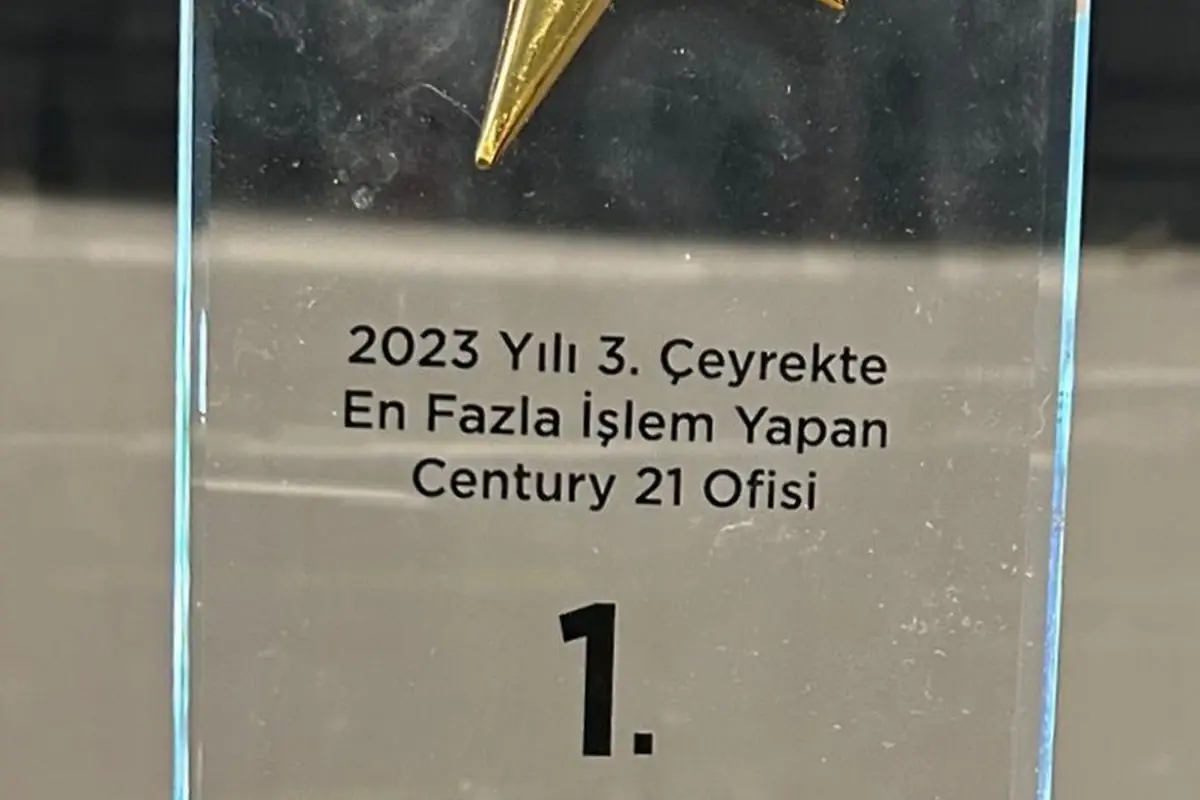 2023 Yılı 3. Çeyrekte
En Fazla İşlem Yapan
Century 21 Ofisi
1.